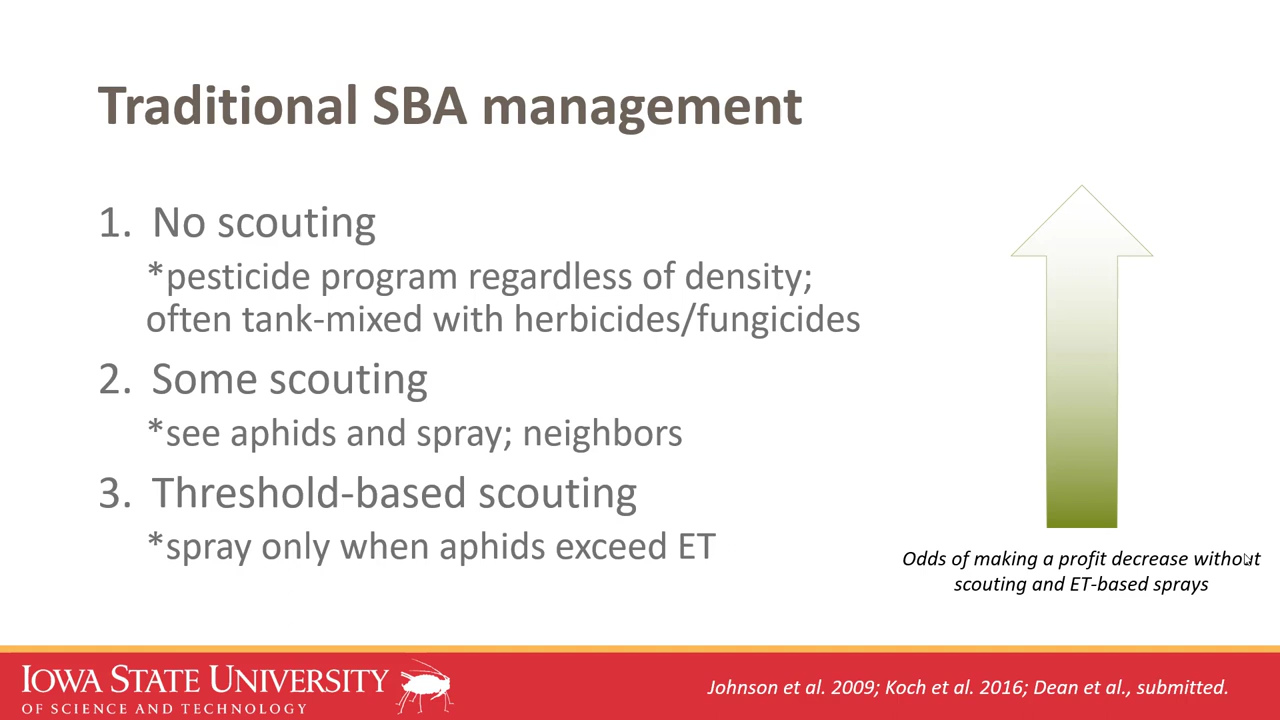 Traditional SBA management
1. No scouting
*pesticide program regardless of density;
often tank-mixed with herbicides/fungicides
2. Some scouting
*see aphids and spray; neighbors
3. Threshold-based scouting
*spray only when aphids exceed ET
Odds of making a profit decrease without
scouting and ET-based sprays
IOWA STATE UNIVERSITY
OF SCIENCE AND TECHNOLOGY
Johnson et al. 2009; Koch et al. 2016; Dean et al., submitted.